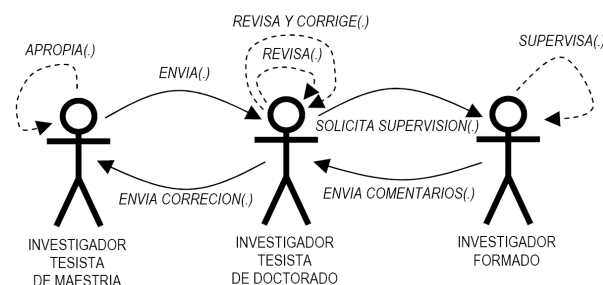 REVISA Y CORRIGE(.)
APROPIA(.)
REVISA(.)
SUPERVISA(.)
ENVIA(.)
SOLICITA SUPERVISION(.)
ENVIA CORRECION(.)
ENVIA COMENTARIOS(.)
INVESTIGADOR
TESISTA
DE MAESTRIA
INVESTIGADOR
TESISTA
DE DOCTORADO
INVESTIGADOR
FORMADO